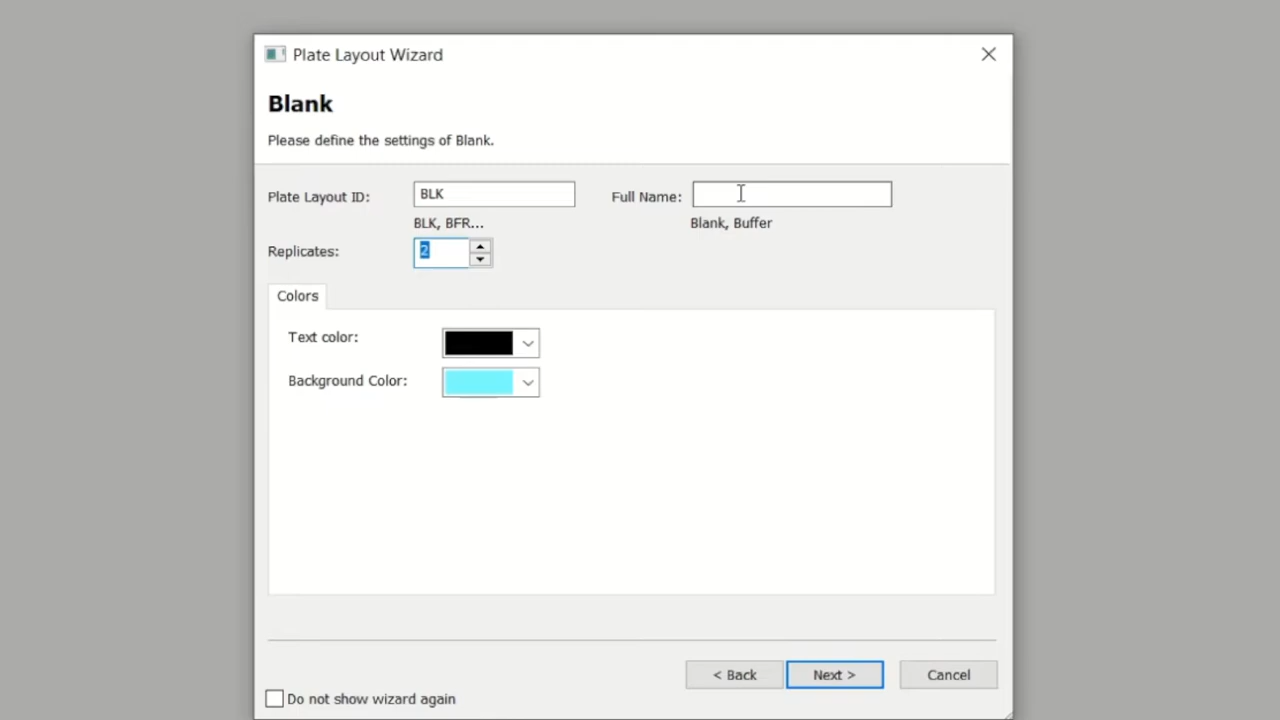 Plate Layout Wizard
Blank
Please define the settings of Blank.
Plate Layout ID: BLK Full Name:
BLK, BFR... Blank, Buffer
Replicates: 2
Colors
Text color:
Background Color:
< Back Next > Cancel
Do not show wizard again